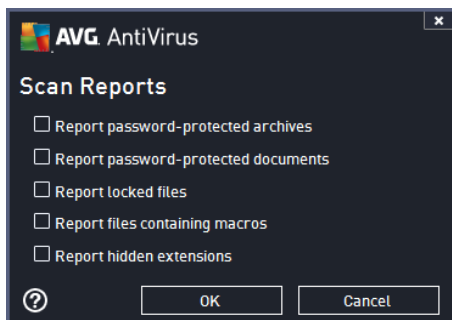 AVG. AntiVirus
Scan Reports
Report password-protected archives
Report password-protected documents
Report locked files
Report files containing macros
Report hidden extensions
OK
Cancel